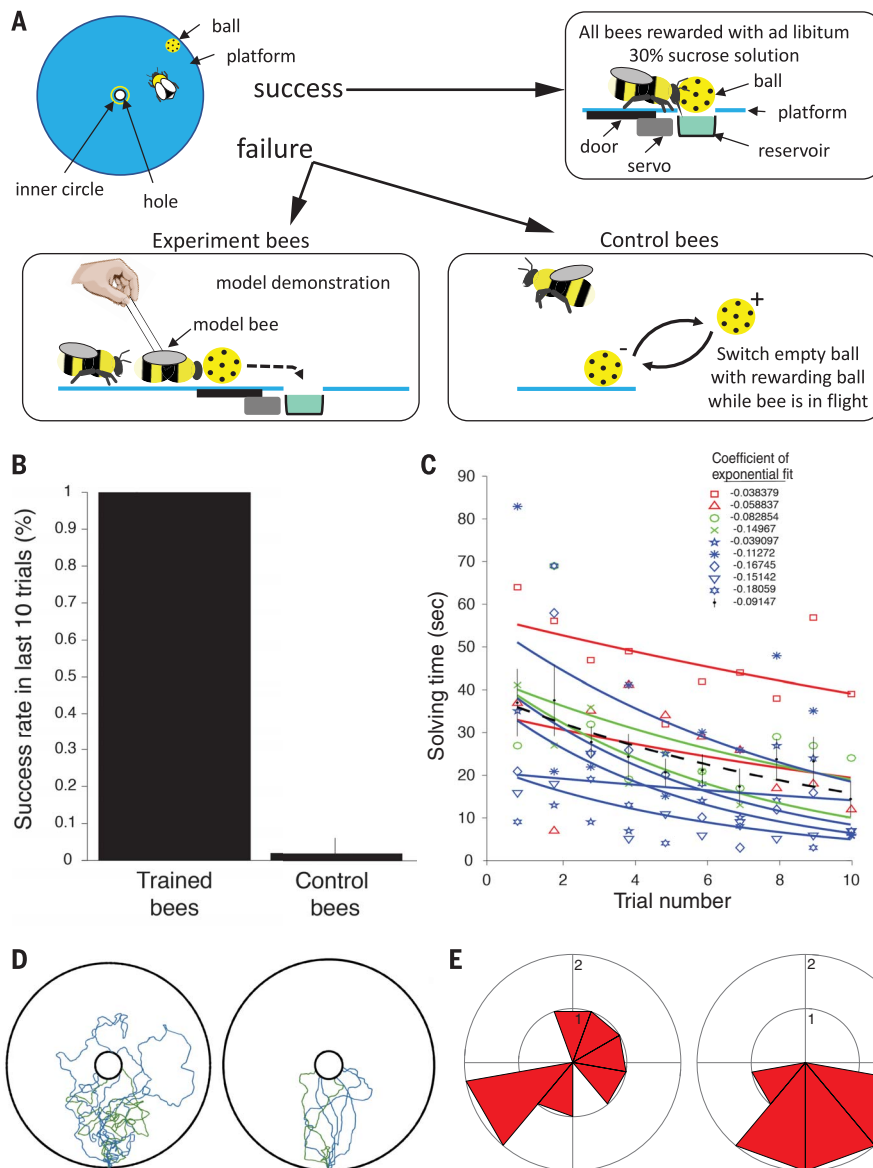 A
ball
platform
success
failure
inner circle
hole
All bees rewarded with ad libitum
30% sucrose solution
ball
platform
door
servo
reservoir
Experiment bees
model demonstration
model bee
Control bees
+
-
Switch empty ball
with rewarding ball
while bee is in flight
B
Success rate in last 10 trials (%)
1
0.9
0.8
0.7
0.6
0.5
0.4
0.3
0.2
0.1
0
Trained
bees
Control
bees
C
Coefficient of
exponential fit
-0.038379
-0.058837
-0.082854
-0.14967
-0.039097
-0.11272
-0.16745
-0.15142
-0.18059
-0.09147
Solving time (sec)
90
80
70
60
50
40
30
20
10
0
0 2 4 6 8 10
Trial number
D
E
2
1
2
1